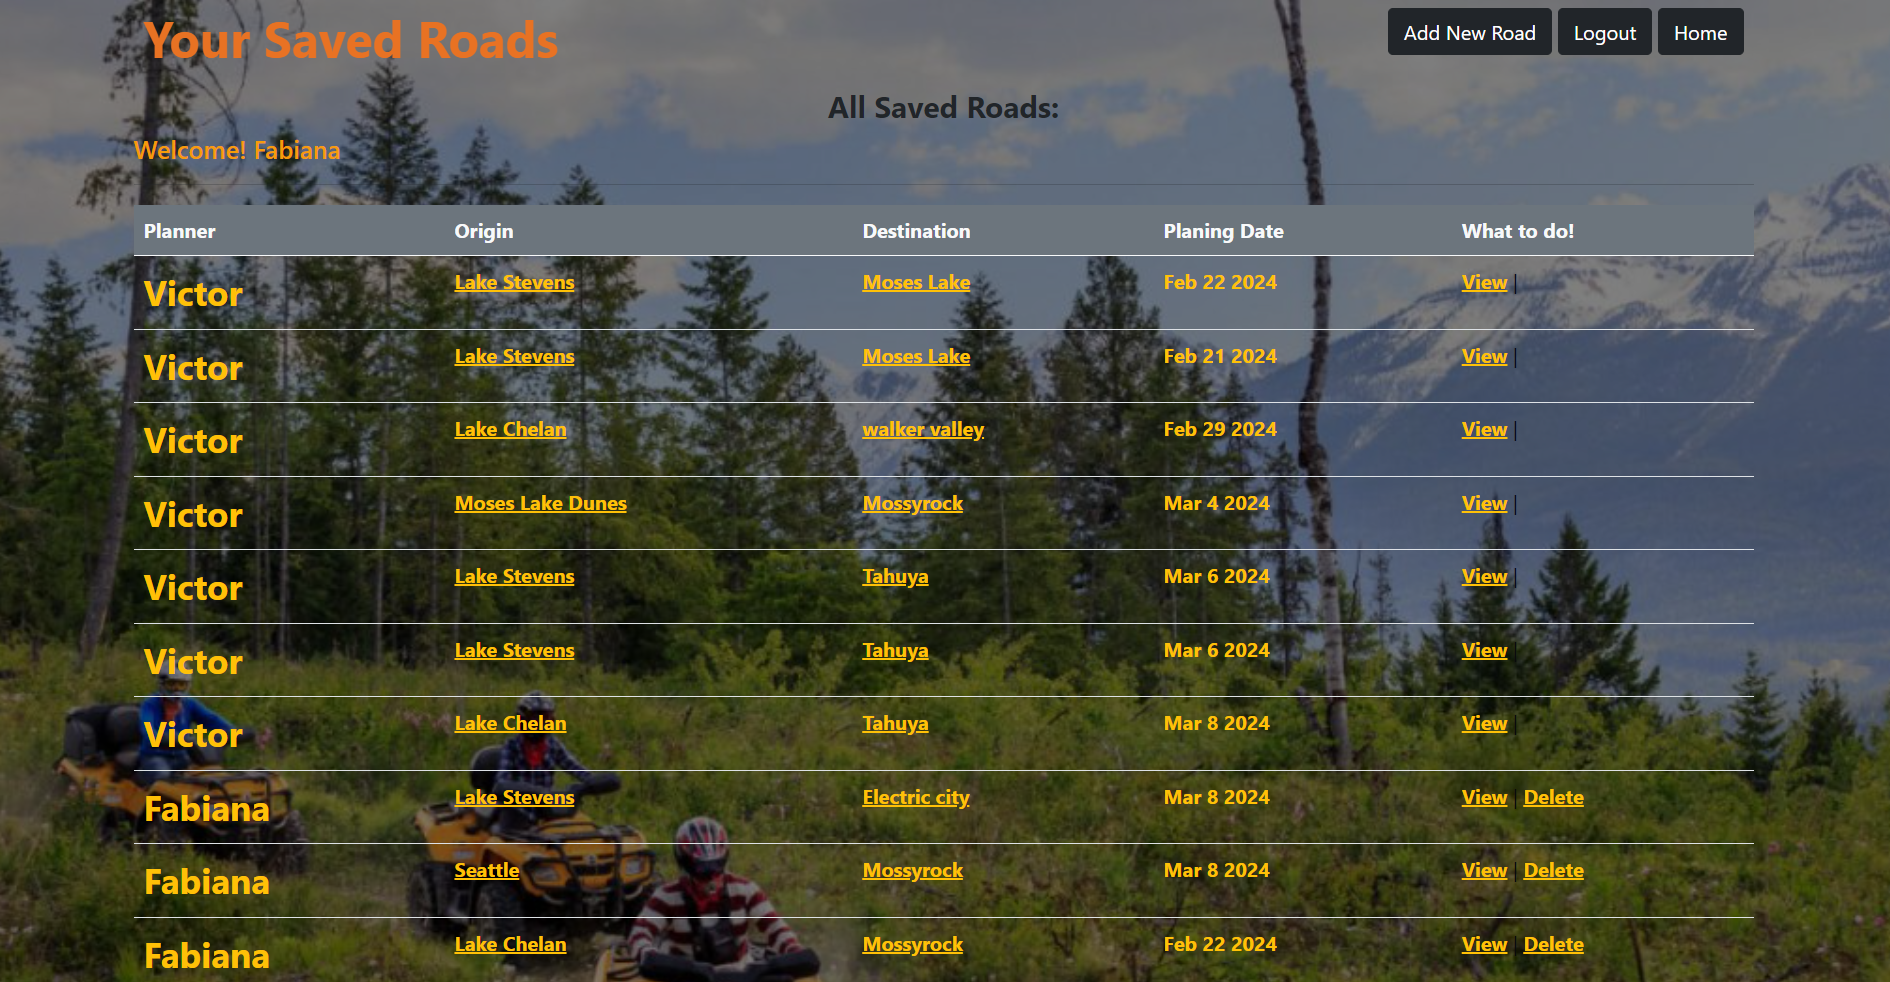 Your Saved Roads
Add New Road Logout Home
All Saved Roads:
Welcome! Fabiana
Planner Origin Destination Planing Date What to do!
Victor Lake Stevens Moses Lake Feb 22 2024 View |
Victor Lake Stevens Moses Lake Feb 21 2024 View |
Victor Lake Chelan walker valley Feb 29 2024 View |
Victor Moses Lake Dunes Mossyrock Mar 4 2024 View |
Victor Lake Stevens Tahuya Mar 6 2024 View |
Victor Lake Stevens Tahuya Mar 6 2024 View |
Victor Lake Chelan Tahuya Mar 8 2024 View |
Fabiana Lake Stevens Electric city Mar 8 2024 View | Delete
Fabiana Seattle Mossyrock Mar 8 2024 View | Delete
Fabiana Lake Chelan Mossyrock Feb 22 2024 View | Delete